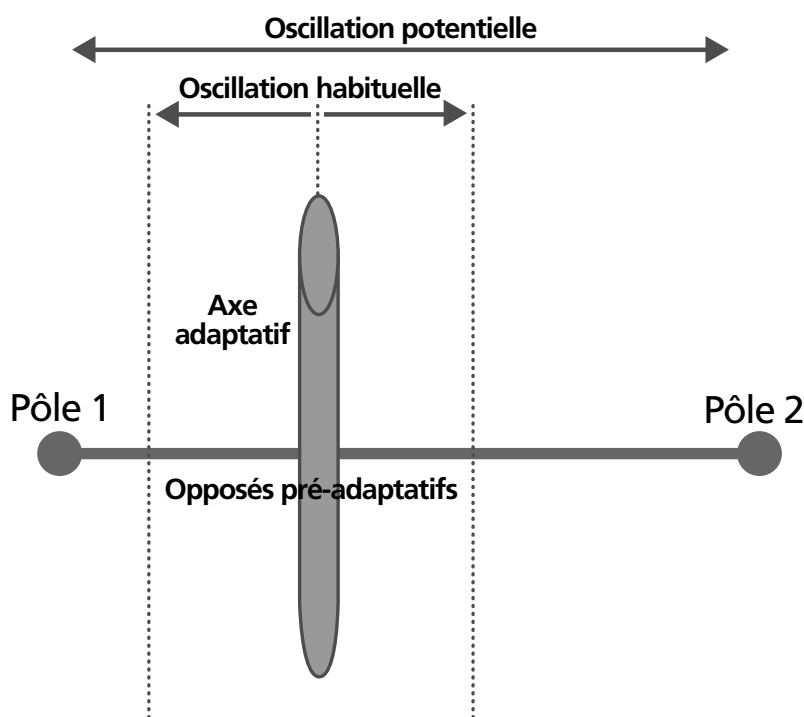 Oscillation potentielle
Oscillation habituelle
Axe
adaptatif
Pôle 1
Pôle 2
Opposés pré-adaptatifs